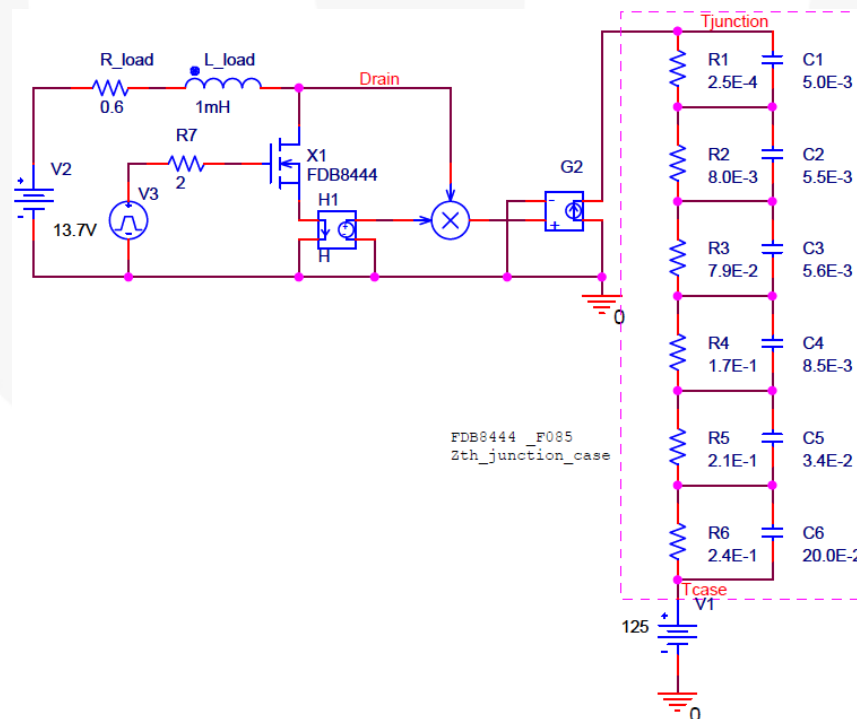 Tjunction
R_load
L_load
0.6
1mH
Drain
R7
2
X1
FDB8444
V2
13.7V
V3
H1
H
G2
-
+
0
R1
2.5E-4
C1
5.0E-3
R2
8.0E-3
C2
5.5E-3
R3
7.9E-2
C3
5.6E-3
R4
1.7E-1
C4
8.5E-3
R5
2.1E-1
C5
3.4E-2
R6
2.4E-1
C6
20.0E-2
FDB8444 _F085
Zth_junction_case
Tcase
V1
125
0